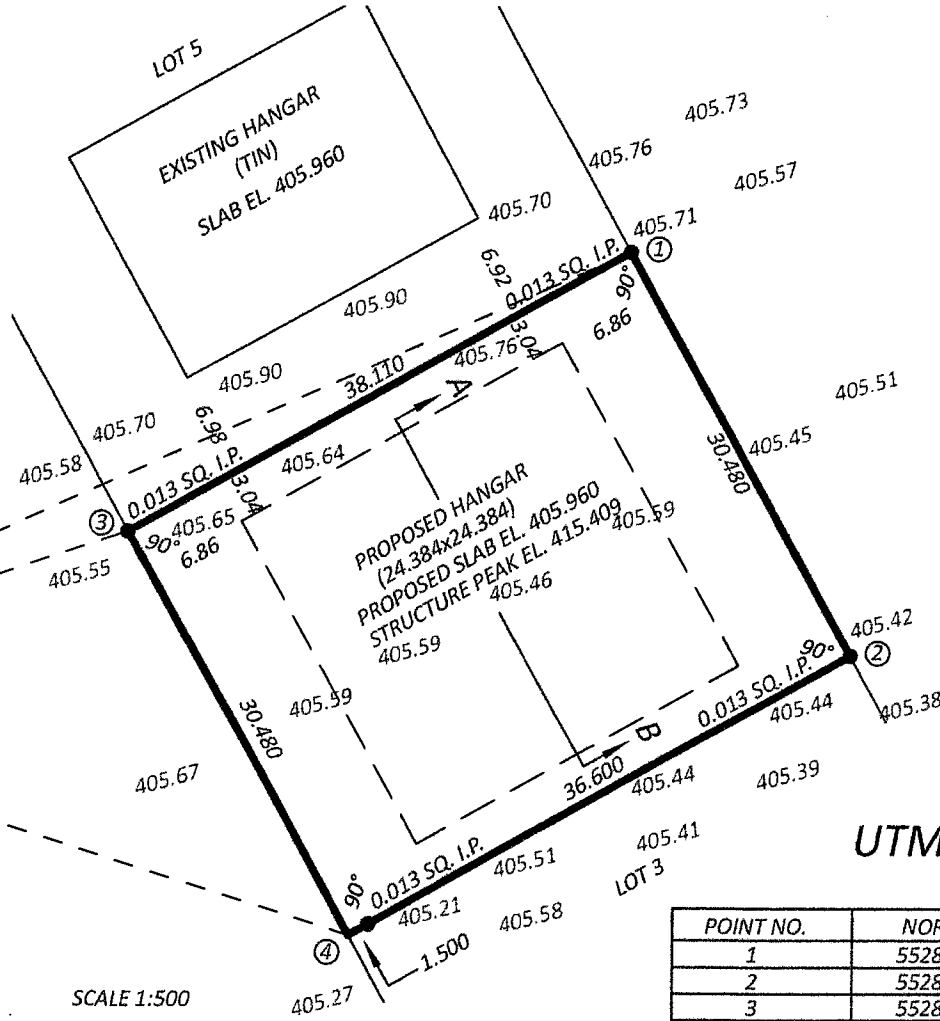 LOT 5
EXISTING HANGAR
(TIN)
SLAB EL. 405.960
405.73
405.76
405.57
405.70
405.71
①
6.92
0.013 SQ. I.P.
90°
405.90
3.04
6.86
405.76
405.90
38.110
A
405.51
405.70
6.98
405.45
30.480
405.58
405.64
0.013 SQ. I.P.
3.04
③
405.65
90°
6.86
405.55
PROPOSED HANGAR
(24.384x24.384)
PROPOSED SLAB EL. 405.960
STRUCTURE PEAK EL. 415.409
405.59
405.46
405.59
405.42
90°
②
0.013 SQ. I.P.
405.59
405.44
405.38
30.480
B
405.67
36.600
405.44
405.39
UTM
405.41
405.51
LOT 3
90°
0.013 SQ. I.P.
405.21
405.58
④
1.500
405.27
SCALE 1:500
POINT NO. NOR
1 5528
2 5528
3 5528